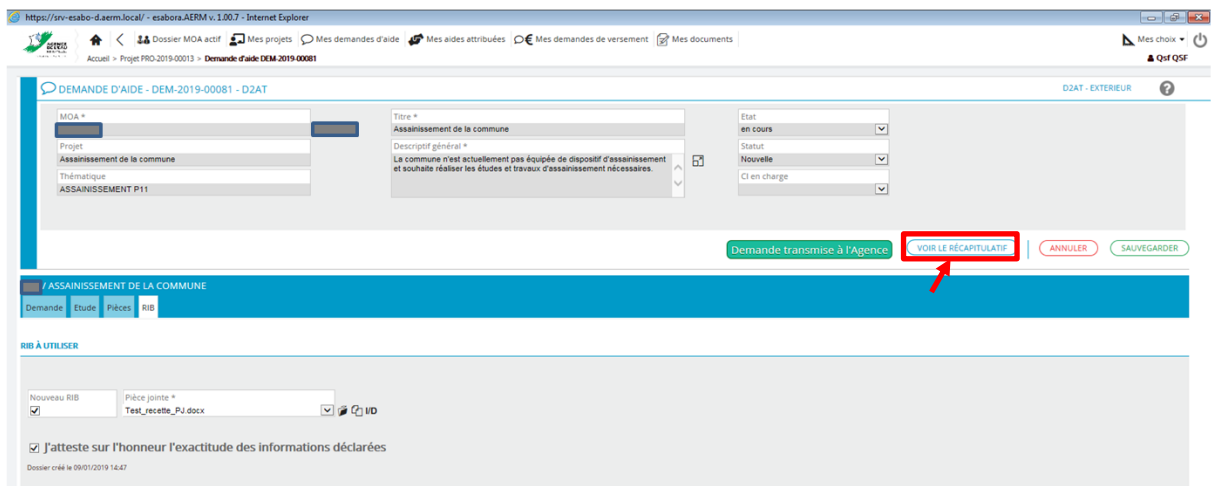 https://srv-esabo-d.aerm.local/ - esabora.AERM v. 1.00.7 - Internet Explorer
Dossier MOA actif Mes projets Mes demandes d'aide Mes aides attribuées Mes demandes de versement Mes documents Mes choix
Accueil > Projet PRO-2019-00013 > Demande d'aide DEM-2019-00081 Qsf QSF
DEMANDE D'AIDE - DEM-2019-00081 - D2AT D2AT - EXTERIEUR ?
MOA * Titre * Etat
Assainissement de la commune en cours
Projet Descriptif général * Statut
Assainissement de la commune La commune n'est actuellement pas équipée de dispositif d'assainissement Nouvelle
et souhaite réaliser les études et travaux d'assainissement nécessaires.
Thématique CI en charge
ASSAINISSEMENT P11
Demande transmise à l'Agence VOIR LE RÉCAPITULATIF ANNULER SAUVEGARDER
/ ASSAINISSEMENT DE LA COMMUNE
Demande Etude Pièces RIB
RIB À UTILISER
Nouveau RIB Pièce jointe *
Test_recette_PJ.docx I/D
J'atteste sur l'honneur l'exactitude des informations déclarées
Dossier créé le 09/01/2019 14:47